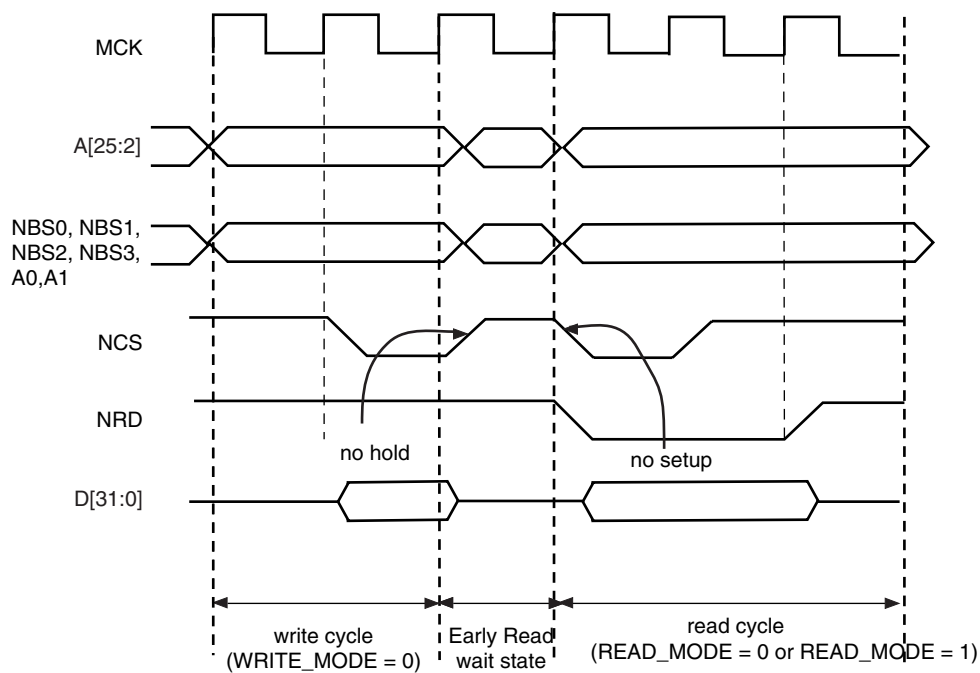 MCK
A[25:2]
NBS0, NBS1,
NBS2, NBS3,
A0,A1
NCS
NRD
no hold
no setup
D[31:0]
write cycle
(WRITE_MODE = 0)
Early Read
wait state
read cycle
(READ_MODE = 0 or READ_MODE = 1)